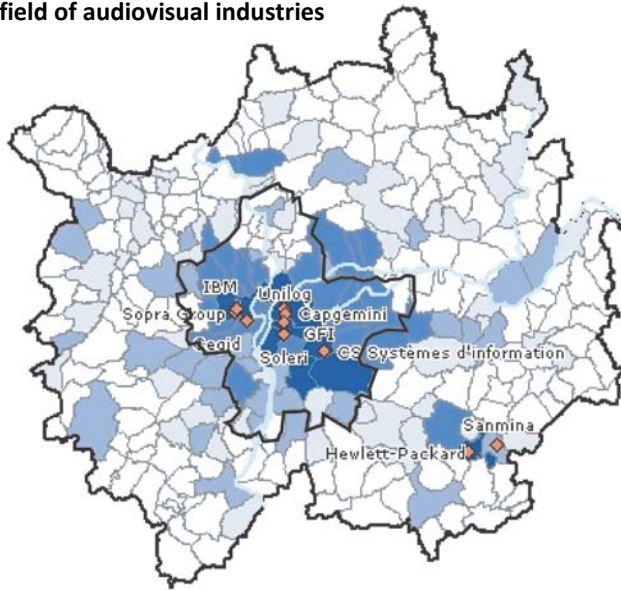 field of audiovisual industries
IBM
Unilog
Sopra Group
Capgemini
GFI
Cegid
Soleri
CS Systèmes d'information
Sanmina
Hewlett-Packard